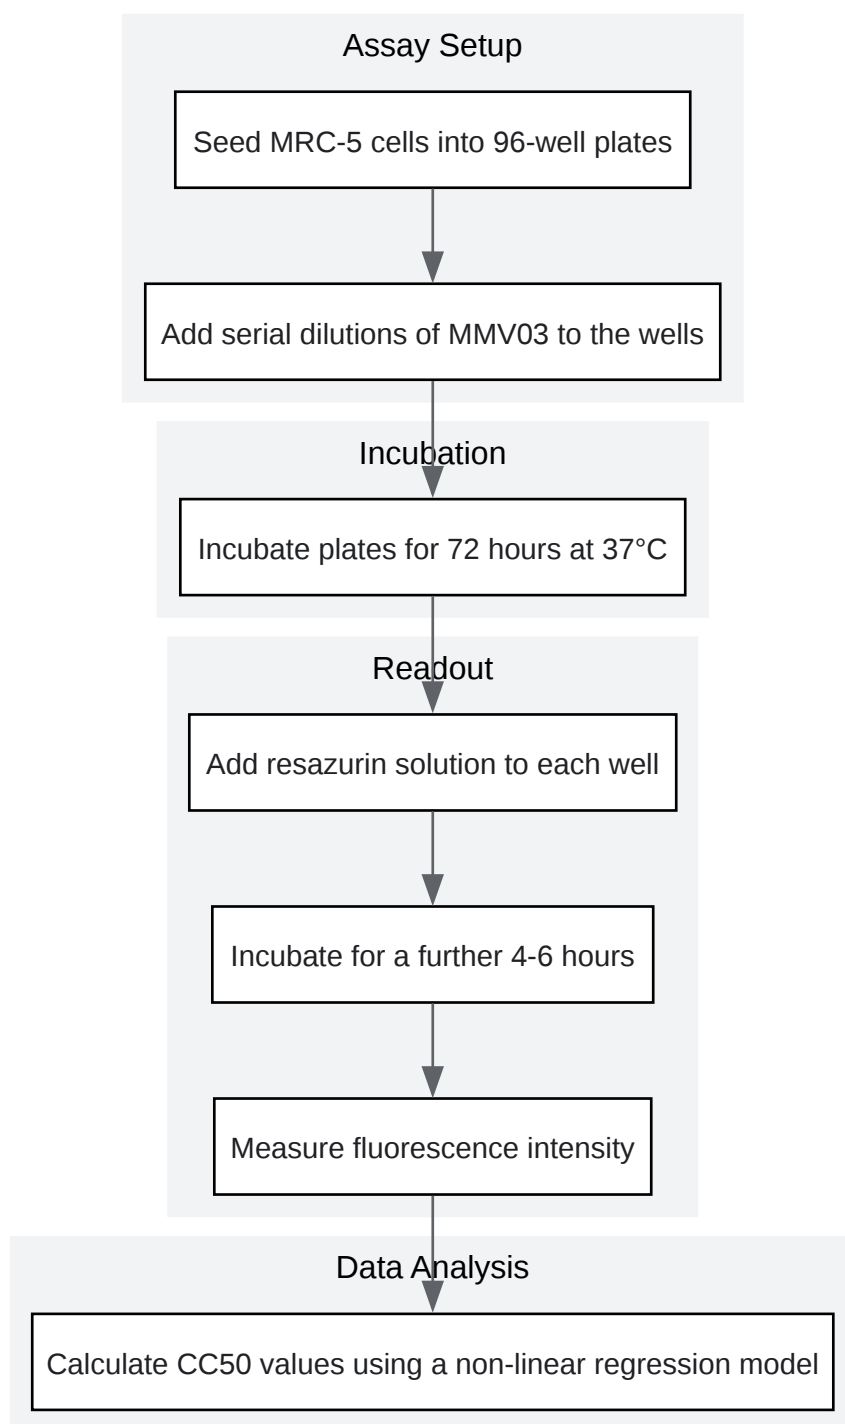 Assay Setup
Seed MRC-5 cells into 96-well plates
Add serial dilutions of MMV03 to the wells
Incubation
Incubate plates for 72 hours at 37°C
Readout
Add resazurin solution to each well
Incubate for a further 4-6 hours
Measure fluorescence intensity
Data Analysis
Calculate CC50 values using a non-linear regression model